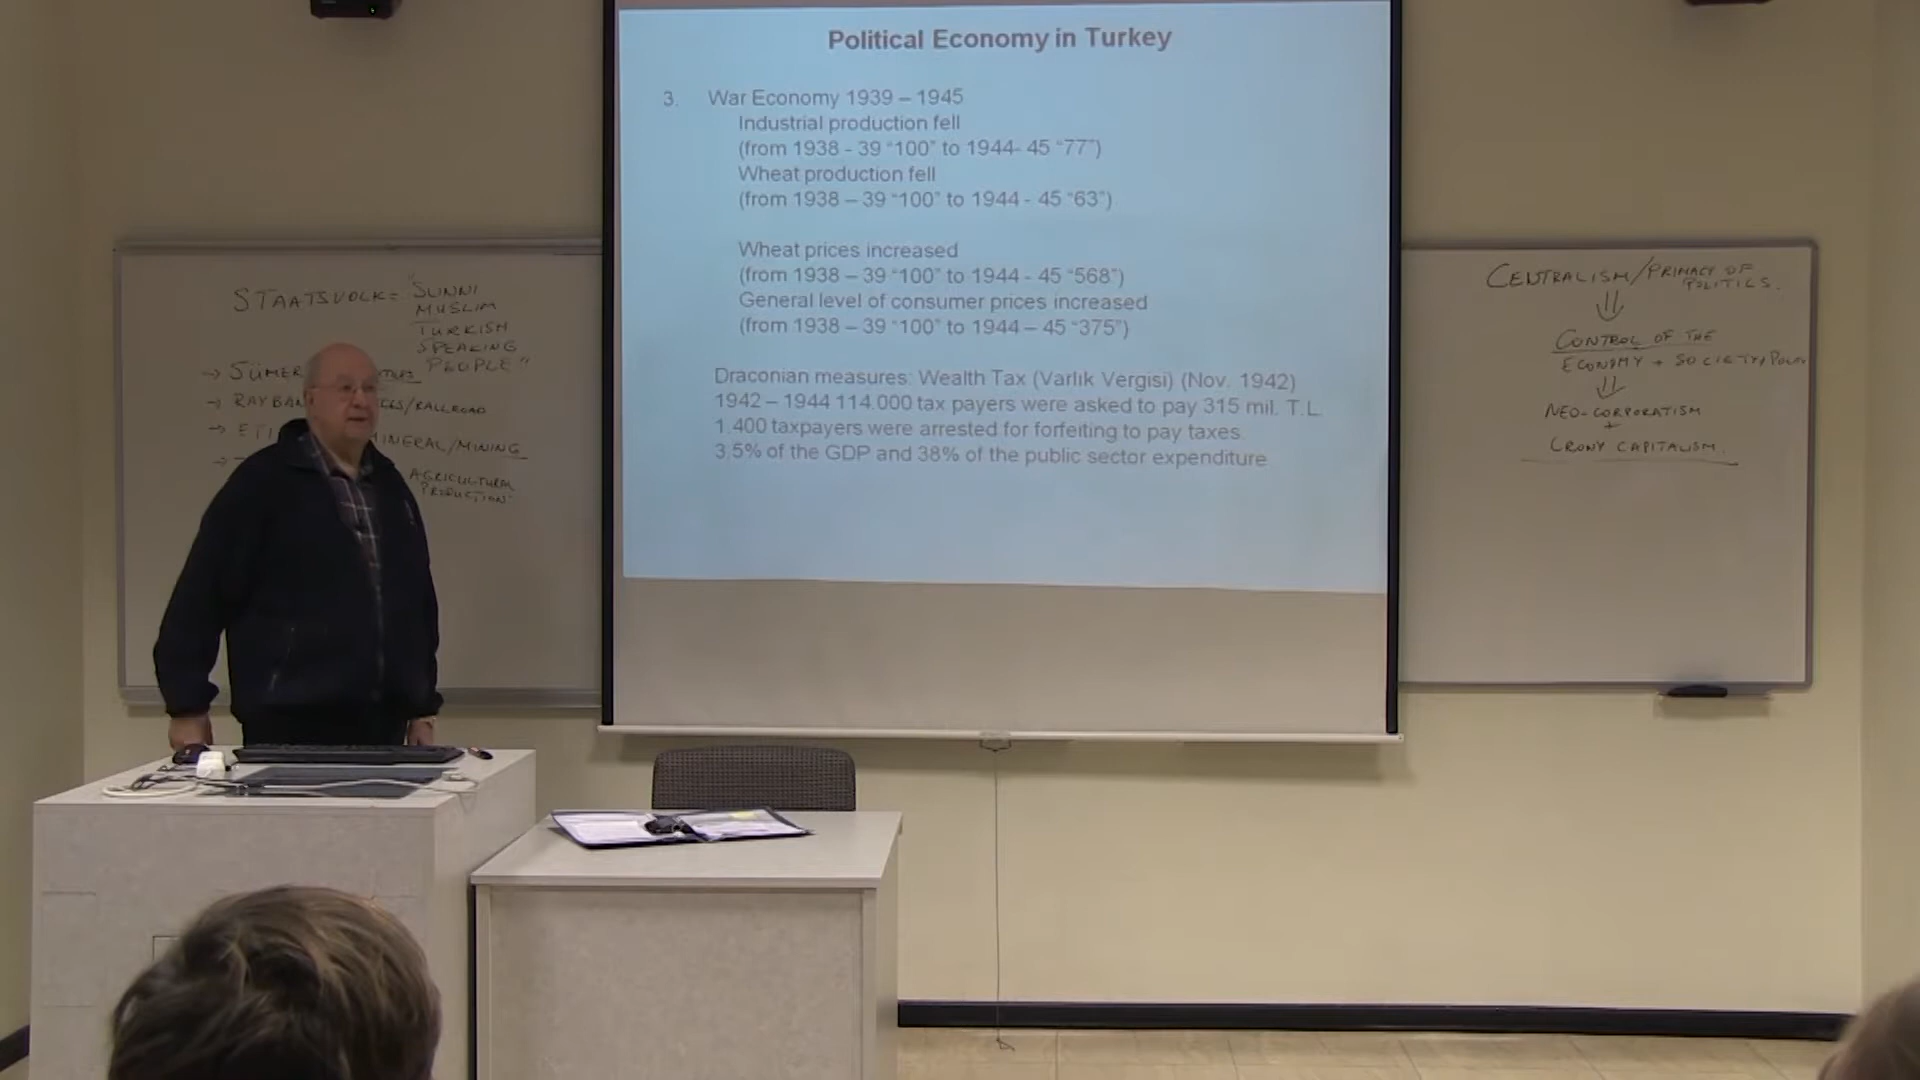 Political Economy in Turkey
3. War Economy 1939 – 1945
Industrial production fell
(from 1938 - 39 “100” to 1944- 45 “77”)
Wheat production fell
(from 1938 – 39 “100” to 1944 - 45 “63”)
Wheat prices increased
(from 1938 – 39 “100” to 1944 - 45 “568”)
General level of consumer prices increased
(from 1938 – 39 “100” to 1944 – 45 “375”)
Draconian measures: Wealth Tax (Varlık Vergisi) (Nov. 1942)
1942 – 1944 114.000 tax payers were asked to pay 315 mil. T.L.
1.400 taxpayers were arrested for forfeiting to pay taxes.
3,5% of the GDP and 38% of the public sector expenditure
STAATSVOLK = "SUNNI
MUSLIM
TURKISH
SPEAKING
PEOPLE"
→ SÜMER
→ RAYBAN /RAILROAD
→ ETI MINERAL/MINING
→
AGRICULTURAL
PRODUCTION
CENTRALISM/PRIMACY OF
POLITICS.
CONTROL OF THE
ECONOMY + SOCIETY/
NEO-CORPORATISM
+
CRONY CAPITALISM.